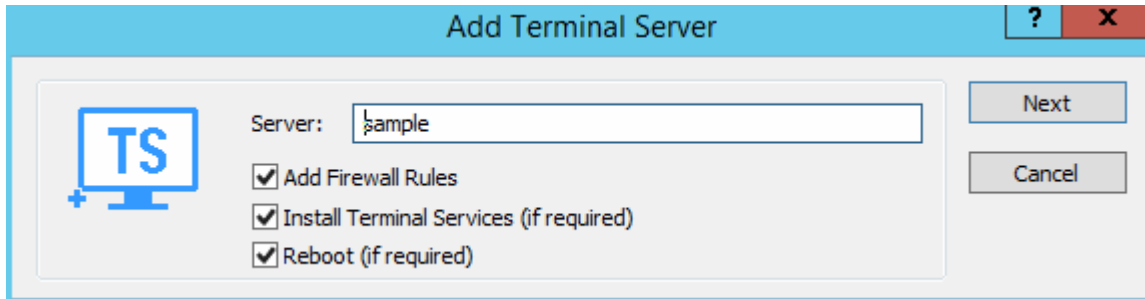 Add Terminal Server
?
x
TS
Server:
sample
Add Firewall Rules
Install Terminal Services (if required)
Reboot (if required)
Next
Cancel